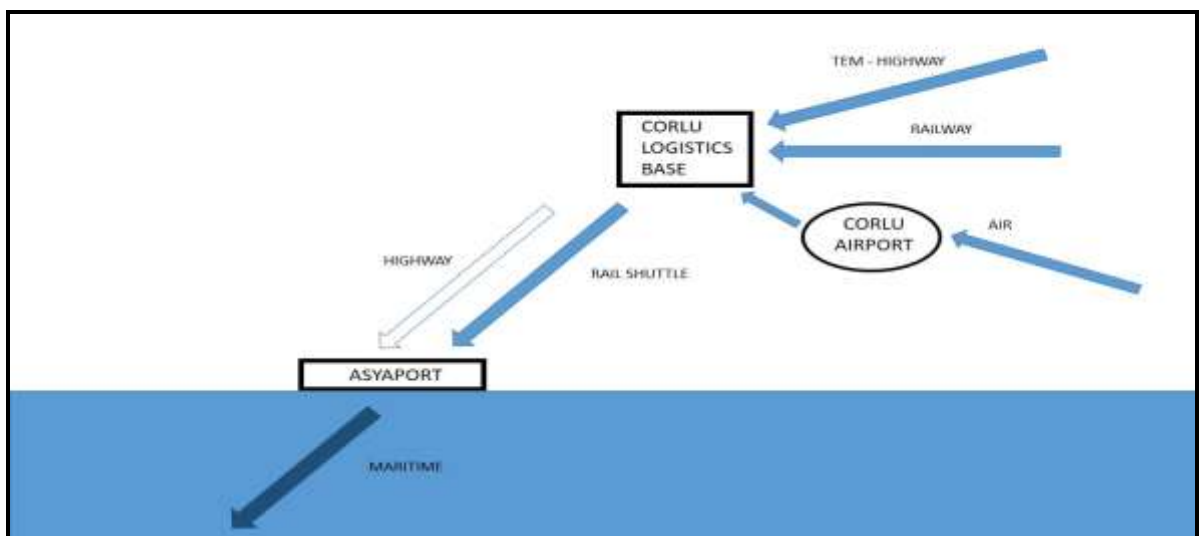 TEM - HIGHWAY
CORLU
LOGISTICS
BASE
RAILWAY
CORLU
AIRPORT
AIR
HIGHWAY
RAIL SHUTTLE
ASYAPORT
MARITIME